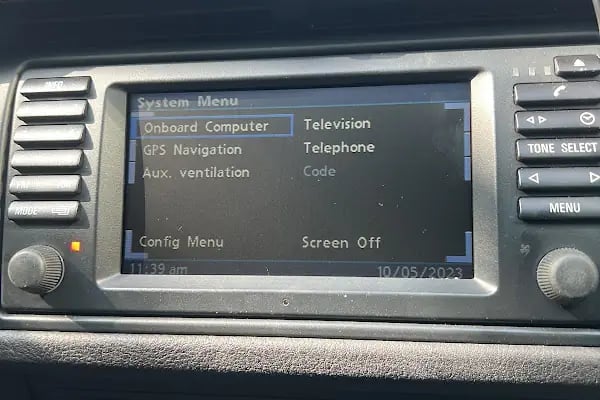 System Menu
Onboard Computer Television
GPS Navigation Telephone
Aux. ventilation Code
Config Menu Screen Off
11:39 am 10/05/2023
TONE SELECT
MENU
MODE